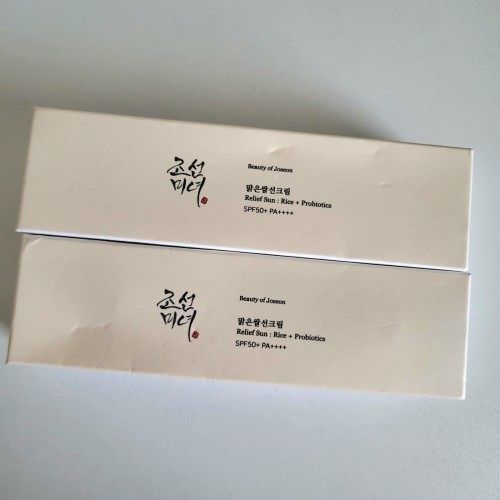 조선
미녀
Beauty of Joseon
맑은쌀선크림
Relief Sun : Rice + Probiotics
SPF50+ PA++++
조선
미녀
Beauty of Joseon
맑은쌀선크림
Relief Sun : Rice + Probiotics
SPF50+ PA++++